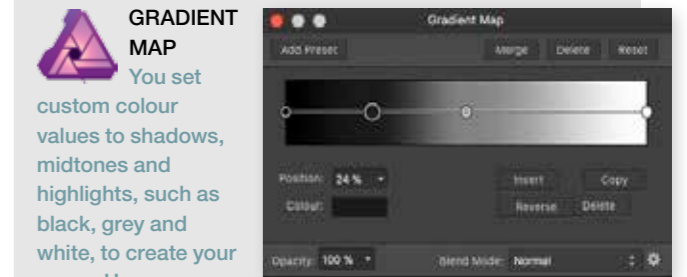 GRADIENT
MAP
You set
custom colour
values to shadows,
midtones and
highlights, such as
black, grey and
white, to create your
Gradient Map
Add Preset
Merge Delete Reset
Position: 24 %
Insert Copy
Colour:
Reverse Delete
Opacity: 100 %
Blend Mode: Normal